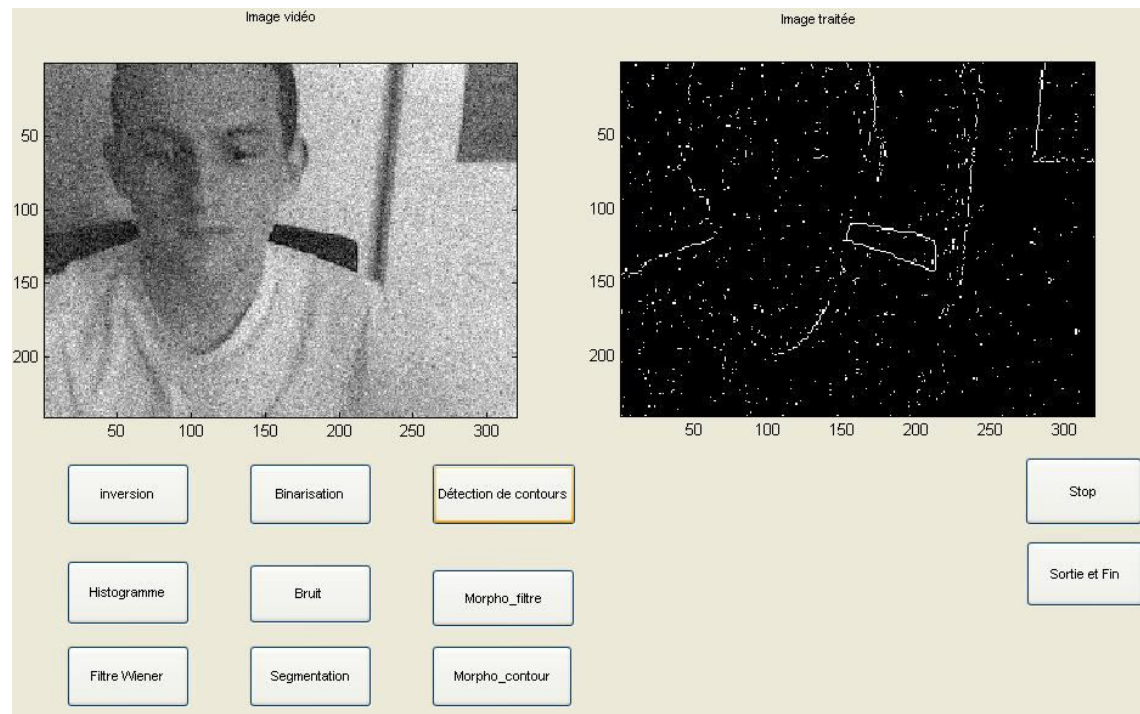 Image vidéo
Image traitée
50
100
150
200
50 100 150 200 250 300
50
100
150
200
50 100 150 200 250 300
inversion
Binarisation
Détection de contours
Stop
Histogramme
Bruit
Morpho_filtre
Sortie et Fin
Filtre Wiener
Segmentation
Morpho_contour